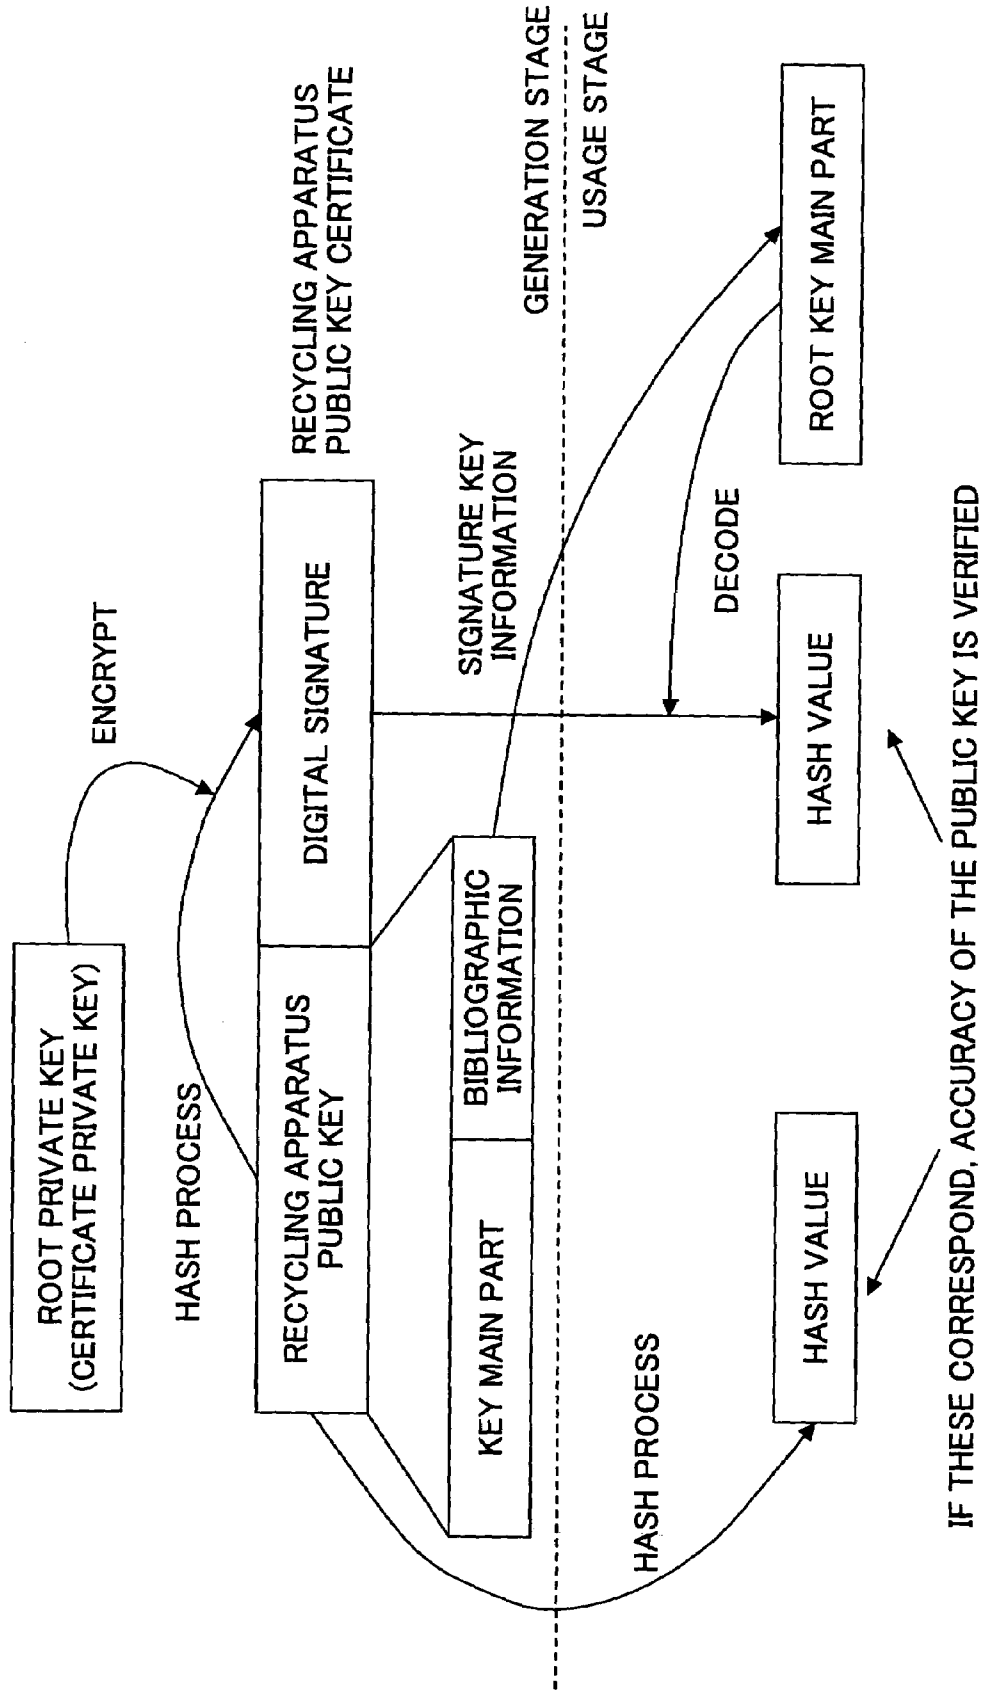 ROOT PRIVATE KEY
(CERTIFICATE PRIVATE KEY)
ENCRYPT
HASH PROCESS
RECYCLING APPARATUS
PUBLIC KEY
DIGITAL SIGNATURE
RECYCLING APPARATUS
PUBLIC KEY CERTIFICATE
KEY MAIN PART
BIBLIOGRAPHIC
INFORMATION
SIGNATURE KEY
INFORMATION
GENERATION STAGE
USAGE STAGE
HASH PROCESS
DECODE
HASH VALUE
HASH VALUE
ROOT KEY MAIN PART
IF THESE CORRESPOND, ACCURACY OF THE PUBLIC KEY IS VERIFIED